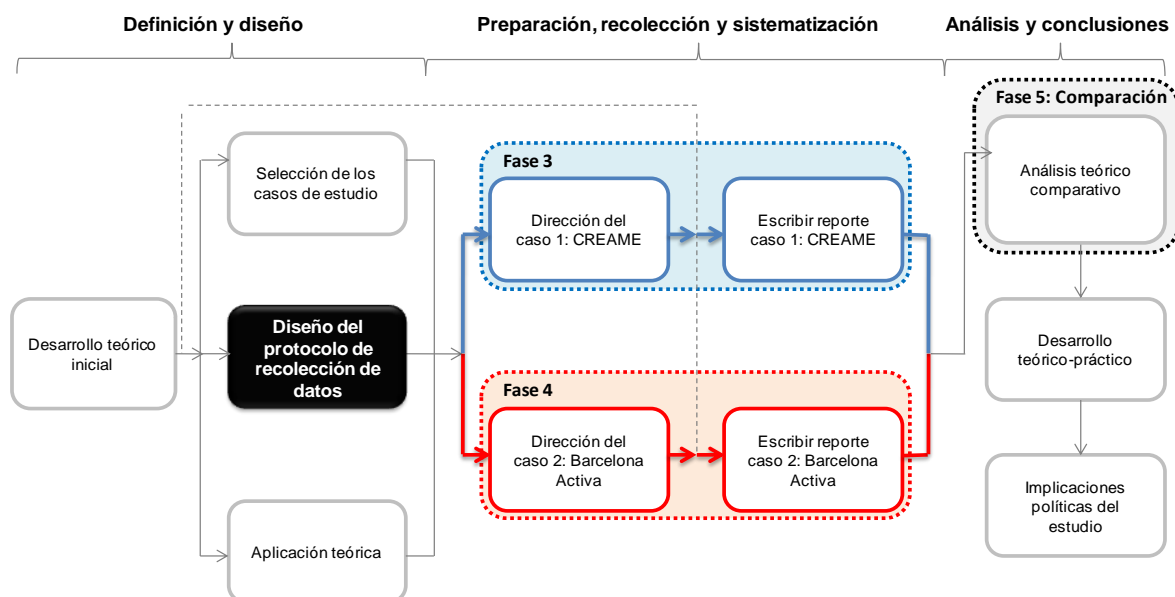 Definición y diseño
Preparación, recolección y sistematización
Análisis y conclusiones
Desarrollo teórico
inicial
Selección de los
casos de estudio
Diseño del
protocolo de
recolección de
datos
Aplicación teórica
Fase 3
Dirección del
caso 1: CREAME
Escribir reporte
caso 1: CREAME
Fase 4
Dirección del
caso 2: Barcelona
Activa
Escribir reporte
caso 2: Barcelona
Activa
Fase 5: Comparación
Análisis teórico
comparativo
Desarrollo
teórico-práctico
Implicaciones
políticas del
estudio